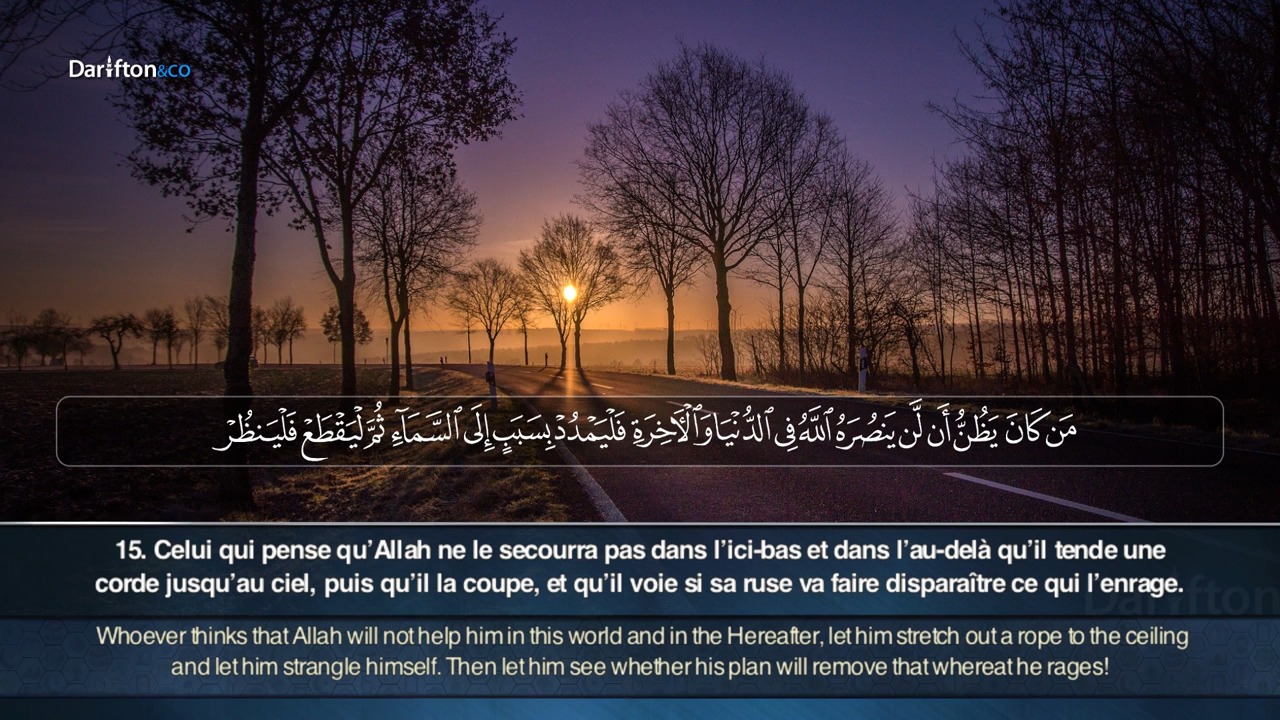 Darifton&co
مَن كَانَ يَظُنُّ أَن لَّن يَنصُرَهُ ٱللَّهُ فِى ٱلدُّنْيَا وَٱلْأَخِرَةِ فَلْيَمْدُدْ بِسَبَبٍ إِلَى ٱلسَّمَآءِ ثُمَّ لْيَقْطَعْ فَلْيَنظُرْ
15. Celui qui pense qu’Allah ne le secourra pas dans l’ici-bas et dans l’au-delà qu’il tende une
corde jusqu’au ciel, puis qu’il la coupe, et qu’il voie si sa ruse va faire disparaître ce qui l’enrage.
Darifton
Whoever thinks that Allah will not help him in this world and in the Hereafter, let him stretch out a rope to the ceiling
and let him strangle himself. Then let him see whether his plan will remove that whereat he rages!